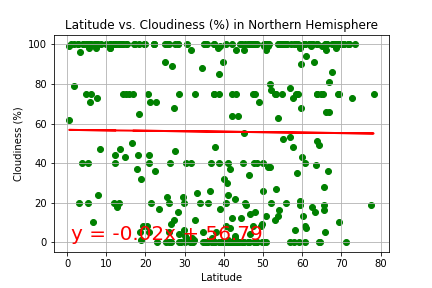 Latitude vs. Cloudiness (%) in Northern Hemisphere
Cloudiness (%)
100
80
60
40
20
0
y = -0.02x + 56.79
0 10 20 30 40 50 60 70 80
Latitude